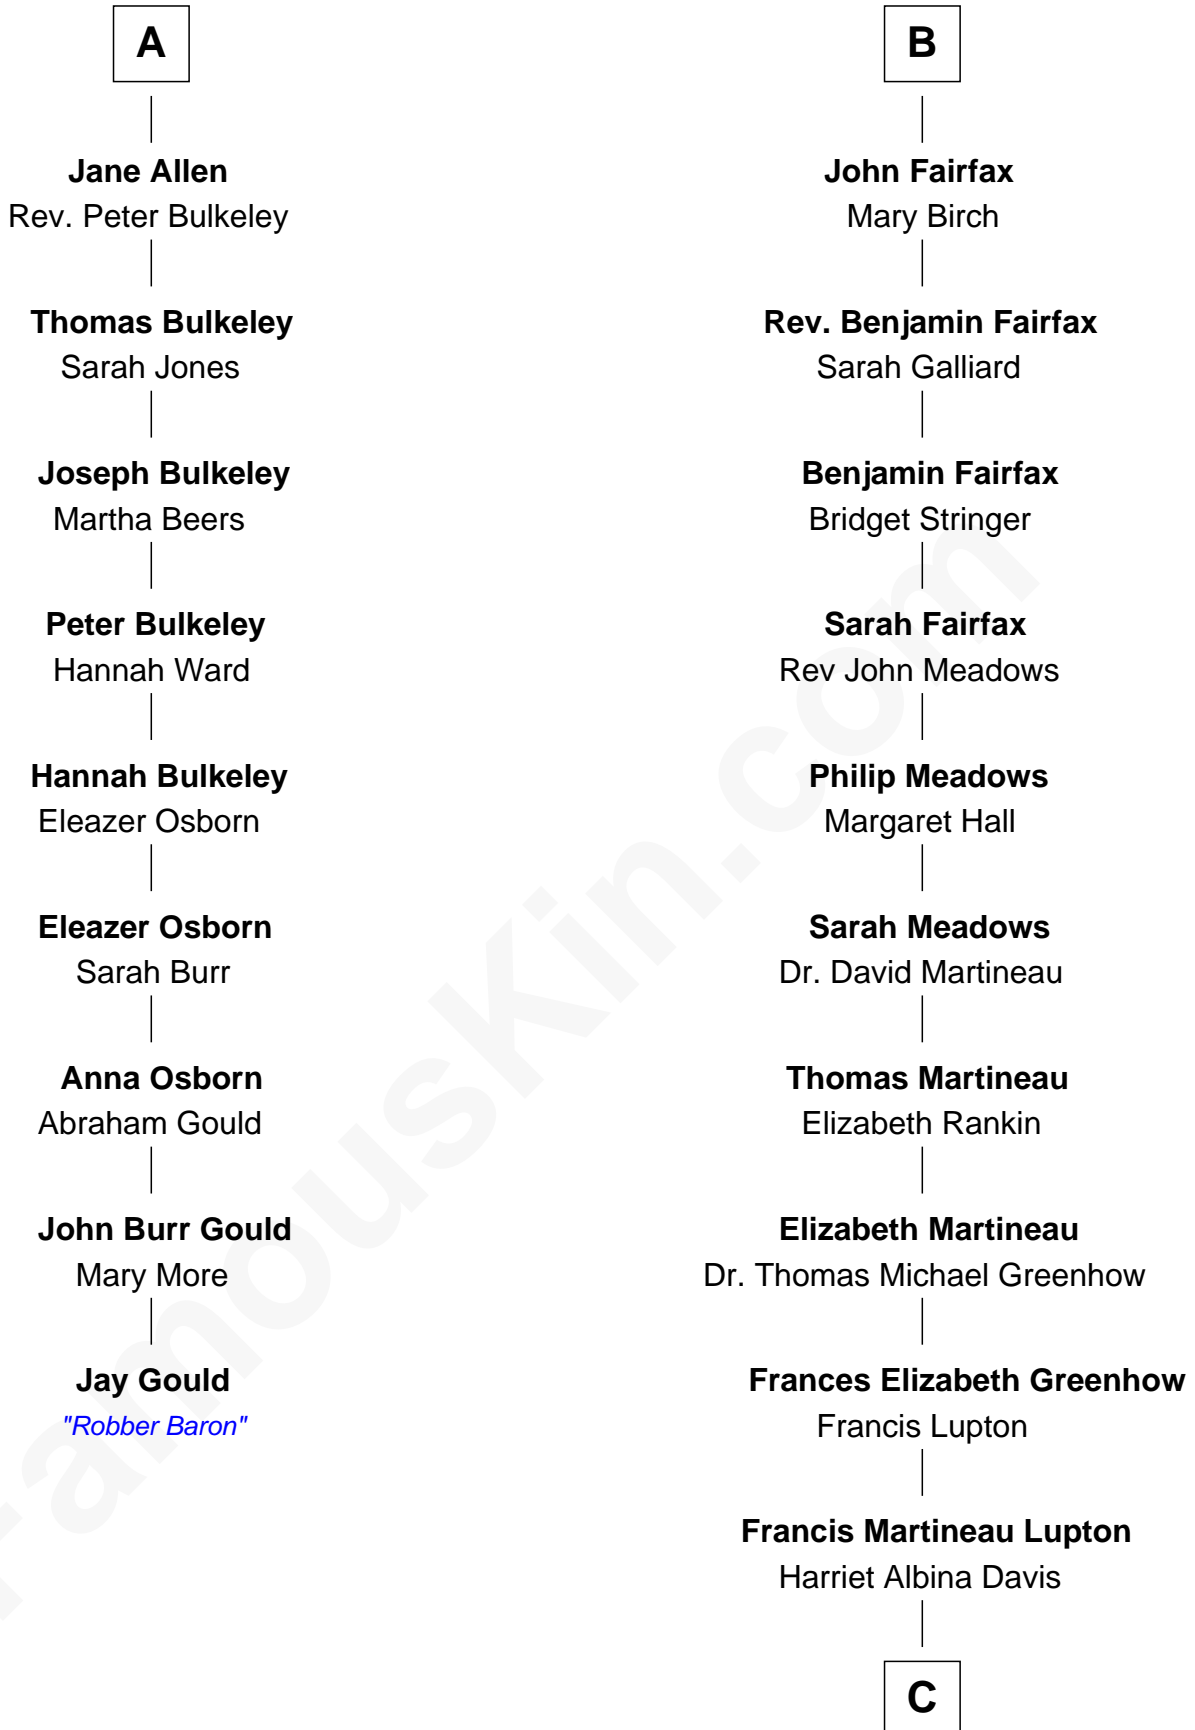 A
Jane Allen
Rev. Peter Bulkeley
Thomas Bulkeley
Sarah Jones
Joseph Bulkeley
Martha Beers
Peter Bulkeley
Hannah Ward
Hannah Bulkeley
Eleazer Osborn
Eleazer Osborn
Sarah Burr
Anna Osborn
Abraham Gould
John Burr Gould
Mary More
Jay Gould
"Robber Baron"
B
John Fairfax
Mary Birch
Rev. Benjamin Fairfax
Sarah Galliard
Benjamin Fairfax
Bridget Stringer
Sarah Fairfax
Rev John Meadows
Philip Meadows
Margaret Hall
Sarah Meadows
Dr. David Martineau
Thomas Martineau
Elizabeth Rankin
Elizabeth Martineau
Dr. Thomas Michael Greenhow
Frances Elizabeth Greenhow
Francis Lupton
Francis Martineau Lupton
Harriet Albina Davis
C
FamousKin.com